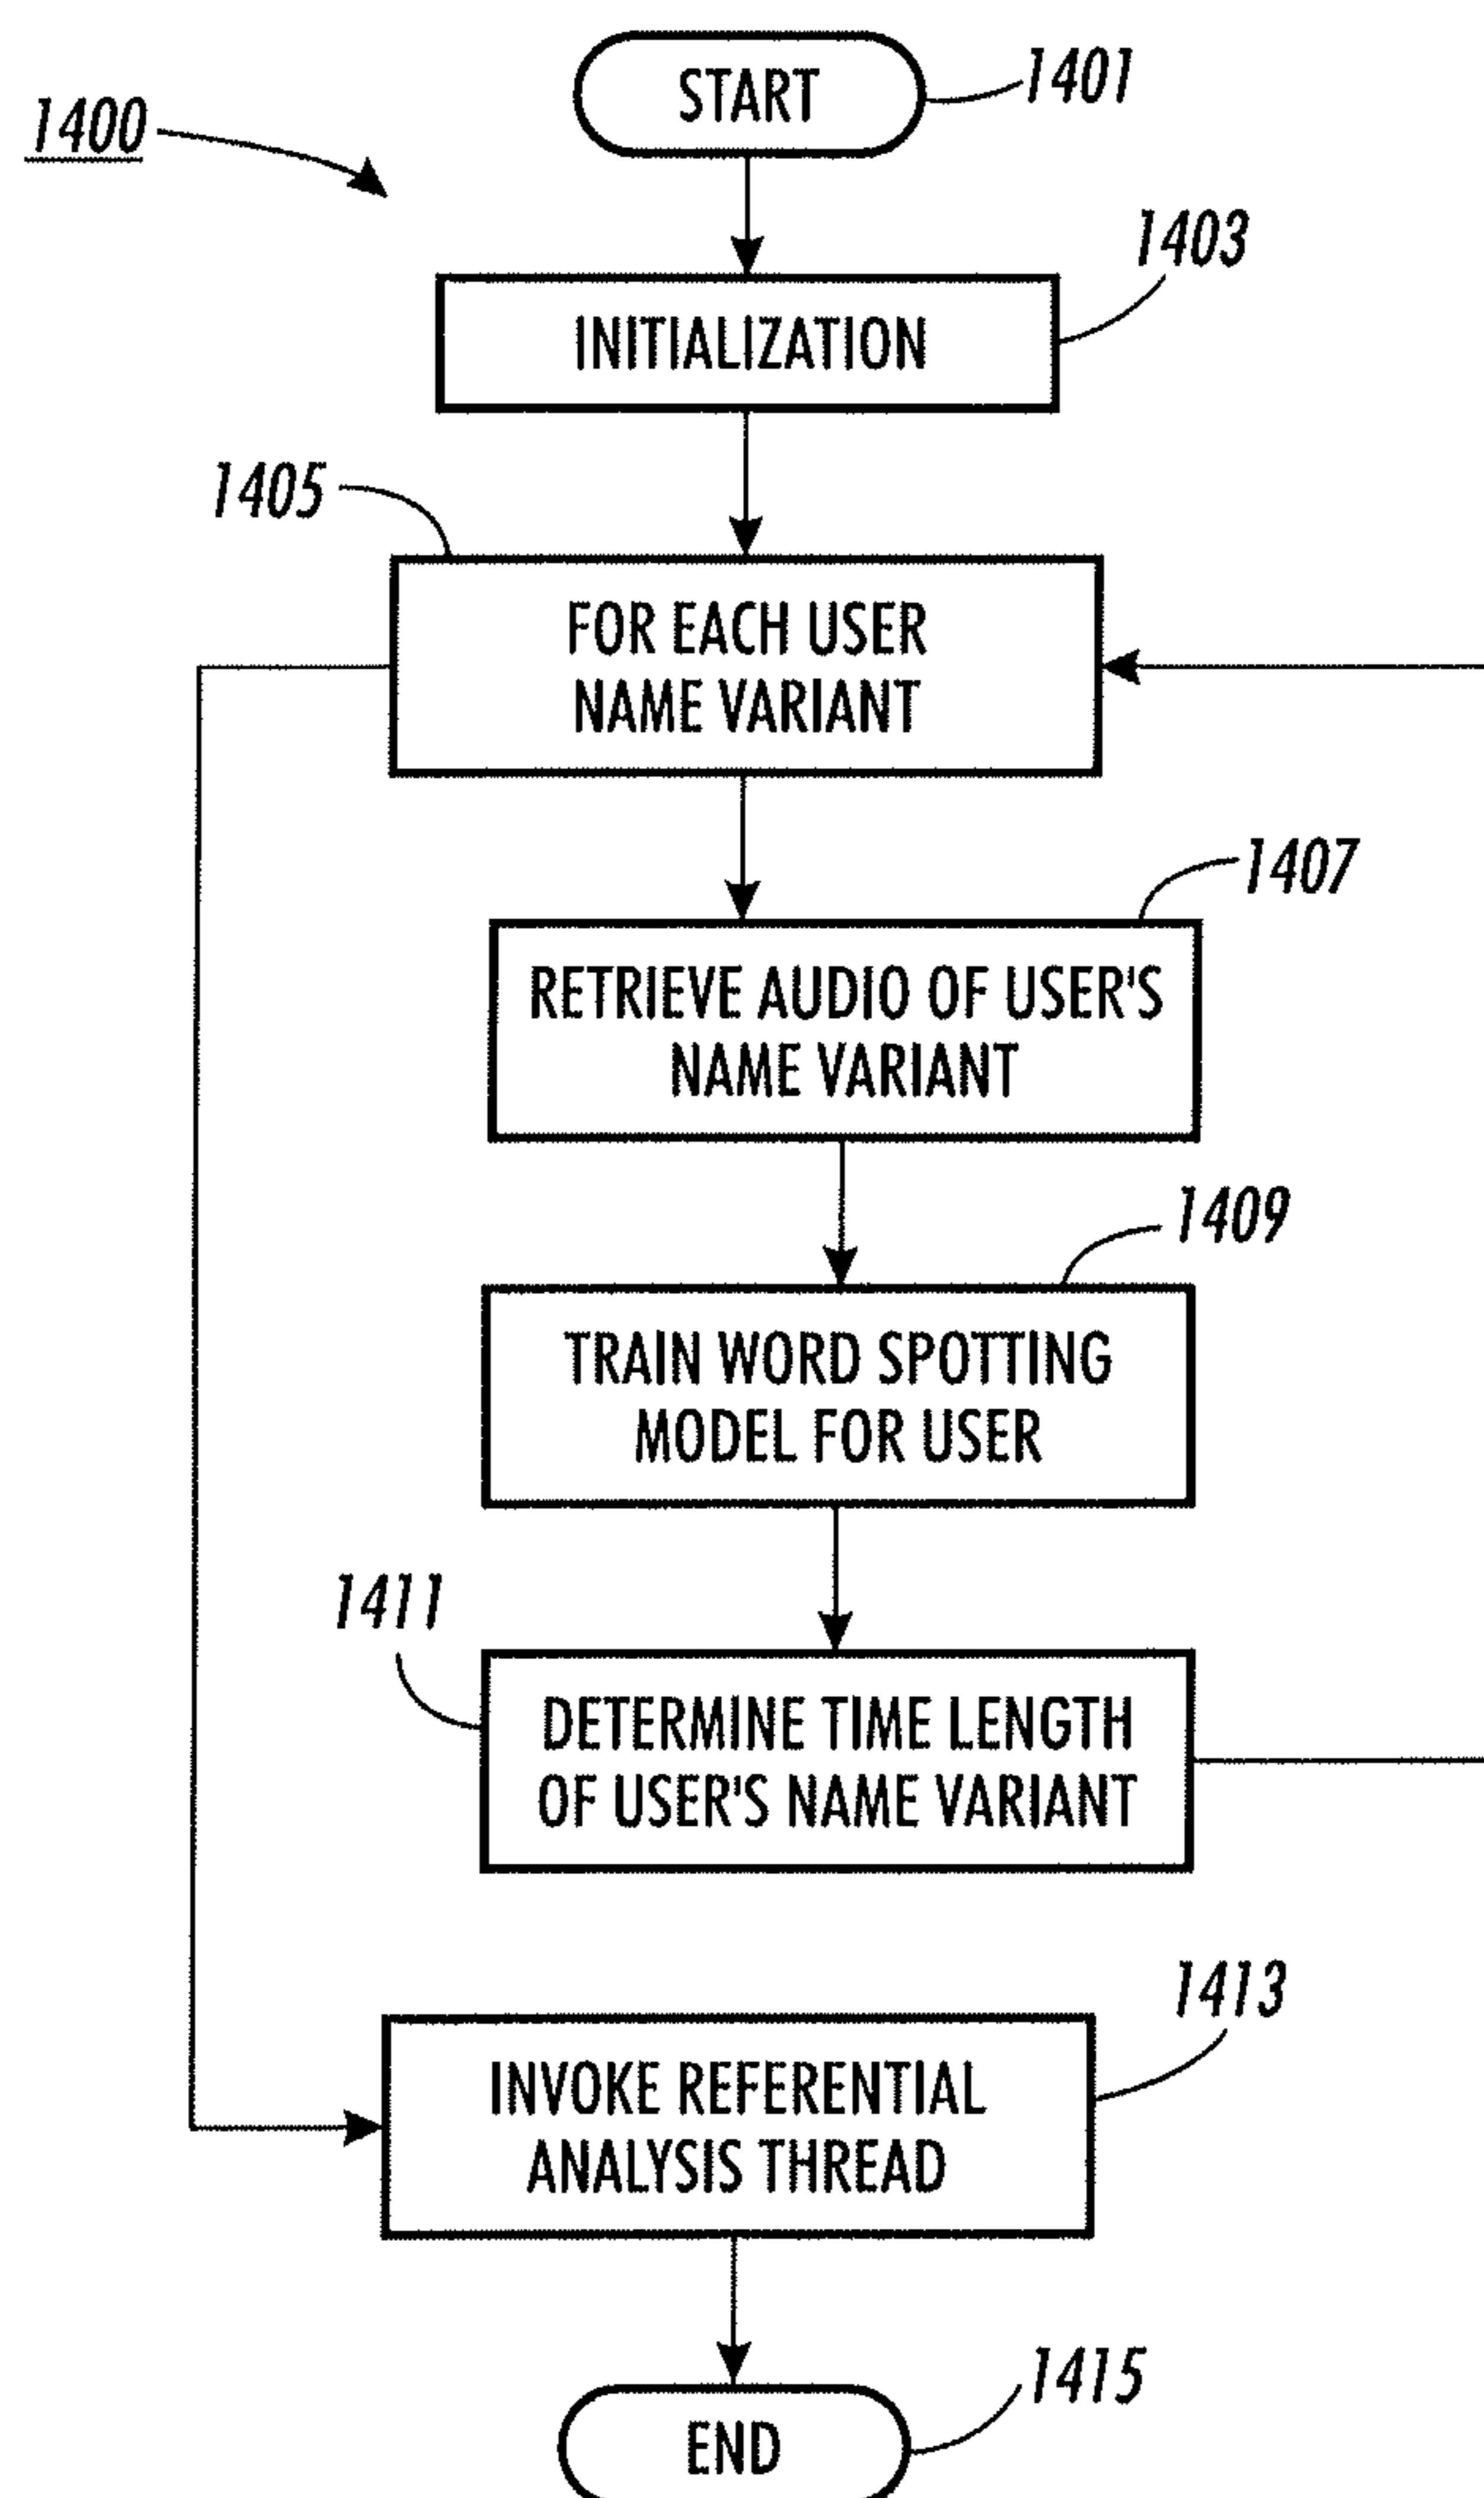 START
1401
1400
1403
INITIALIZATION
1405
FOR EACH USER
NAME VARIANT
1407
RETRIEVE AUDIO OF USER'S
NAME VARIANT
1409
TRAIN WORD SPOTTING
MODEL FOR USER
1411
DETERMINE TIME LENGTH
OF USER'S NAME VARIANT
1413
INVOKE REFERENTIAL
ANALYSIS THREAD
1415
END